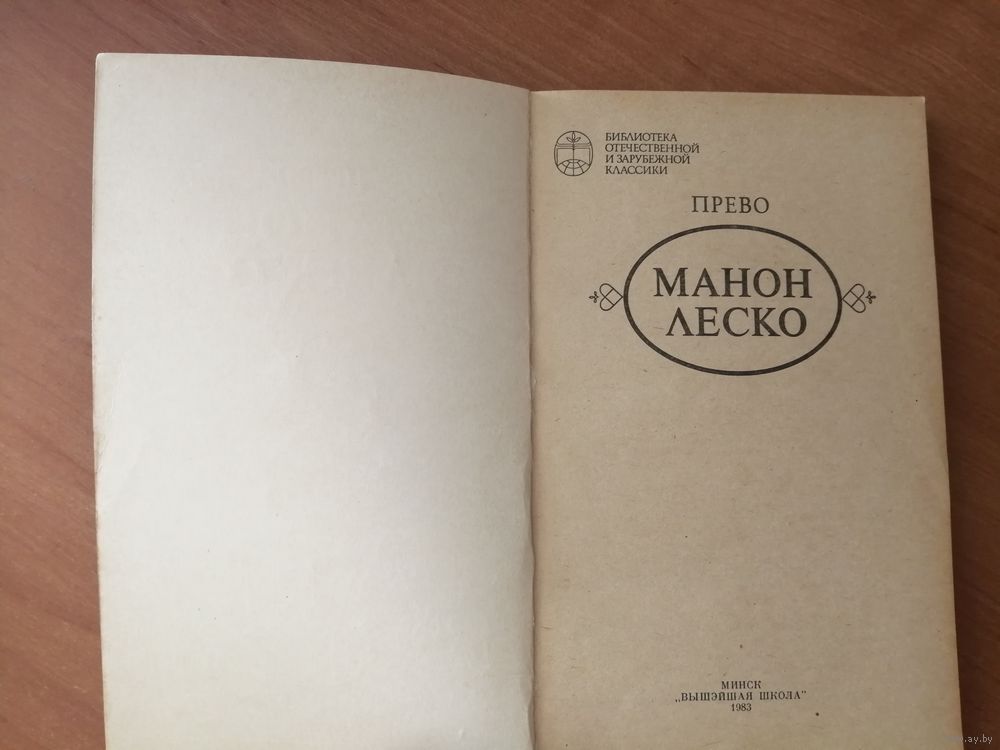 БИБЛИОТЕКА
ОТЕЧЕСТВЕННОЙ
И ЗАРУБЕЖНОЙ
КЛАССИКИ
ПРЕВО
МАНОН
ЛЕСКО
МИНСК
„ВЫШЭЙШАЯ ШКОЛА"
1983